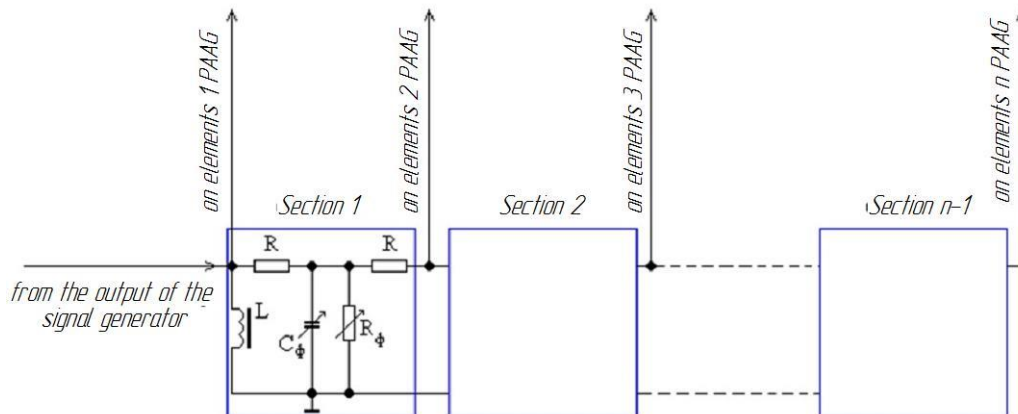 on elements 1 PAAG
on elements 2 PAAG
on elements 3 PAAG
on elements n PAAG
Section 1
Section 2
Section n-1
R
R
from the output of the
signal generator
L
Cф
Rф